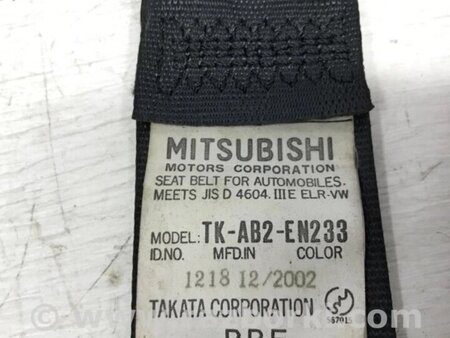 MITSUBISHI
MOTORS CORPORATION
SEAT BELT FOR AUTOMOBILES.
MEETS JIS D 4604. III E ELR-VW
MODEL: TK-AB2-EN233
ID.NO. MFD.IN COLOR
1218 12/2002
TAKATA CORPORATION